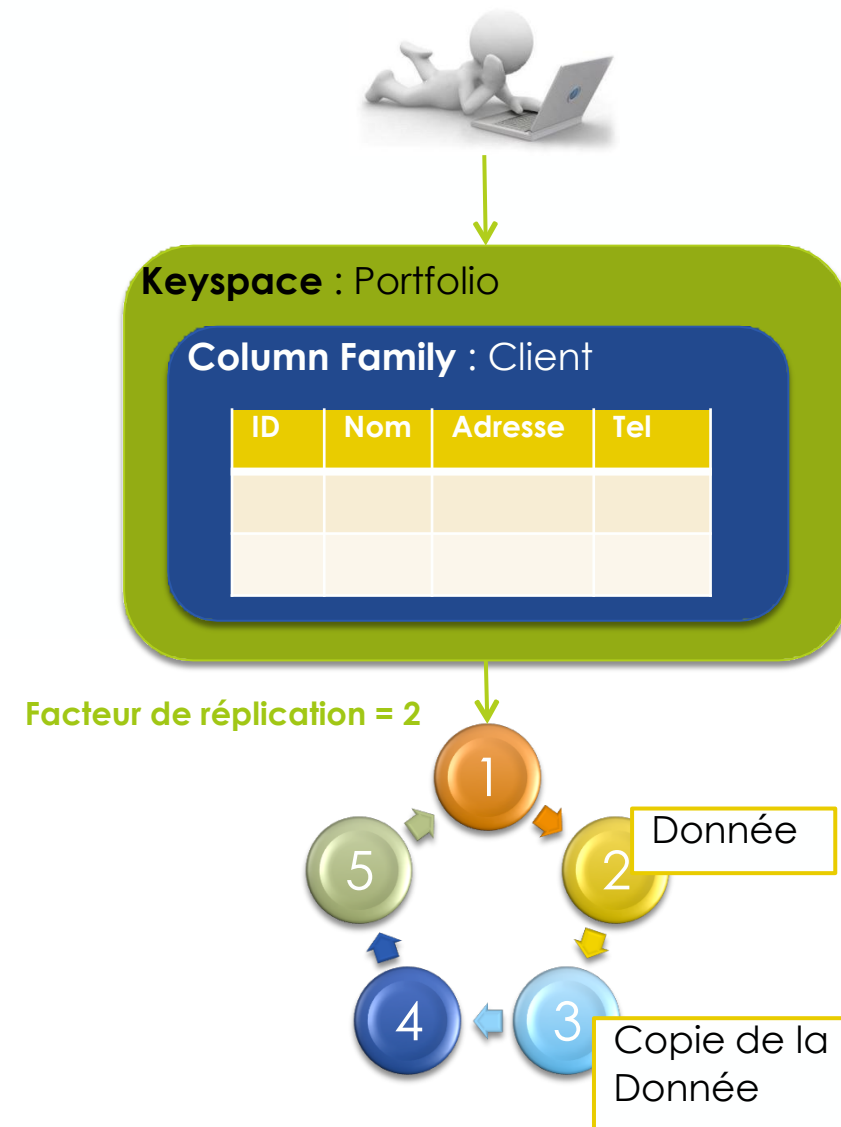 Keyspace : Portfolio
Column Family : Client
ID Nom Adresse Tel
Facteur de réplication = 2
1
2
Donnée
5
4
3
Copie de la
Donnée